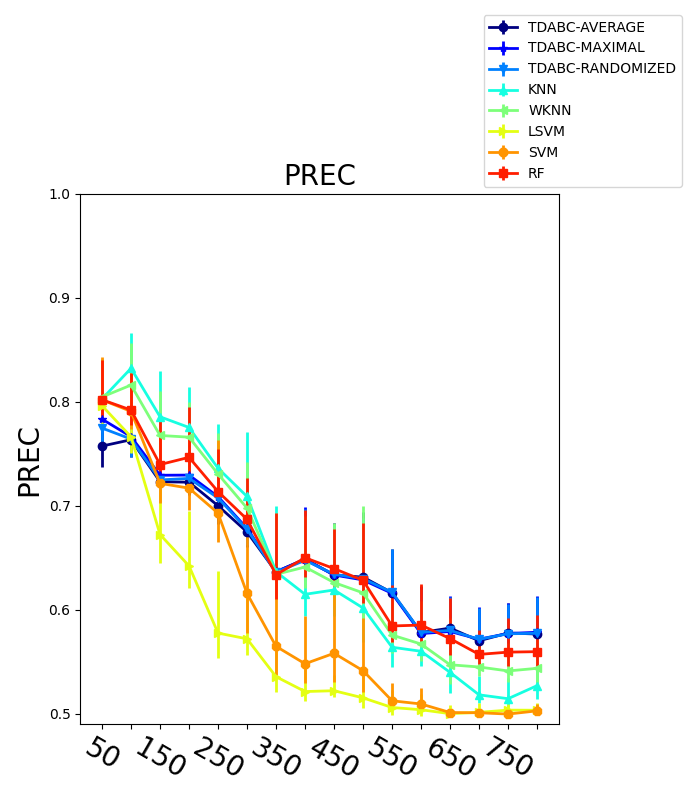 TDABC-AVERAGE
TDABC-MAXIMAL
TDABC-RANDOMIZED
KNN
WKNN
LSVM
SVM
RF
PREC
1.0
0.9
0.8
0.7
0.6
0.5
PREC
50
150
250
350
450
550
650
750